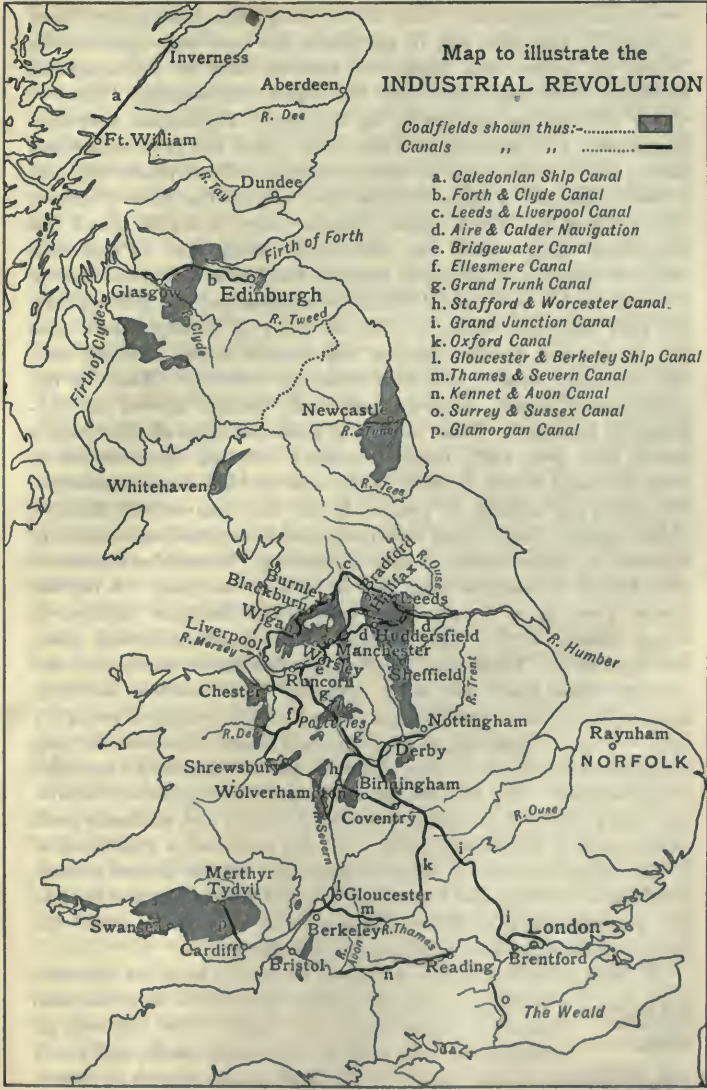 Map to illustrate the
INDUSTRIAL REVOLUTION
Coalfields shown thus:-............
Canals ,, ,, ............
a. Caledonian Ship Canal
b. Forth & Clyde Canal
c. Leeds & Liverpool Canal
d. Aire & Calder Navigation
e. Bridgewater Canal
f. Ellesmere Canal
g. Grand Trunk Canal
h. Stafford & Worcester Canal.
i. Grand Junction Canal
k. Oxford Canal
l. Gloucester & Berkeley Ship Canal
m. Thames & Severn Canal
n. Kennet & Avon Canal
o. Surrey & Sussex Canal
p. Glamorgan Canal
Inverness
a
Aberdeen
R. Dee
Ft. William
R. Tay
Dundee
Firth of Forth
Glasgow
b
Edinburgh
R. Clyde
R. Tweed
Firth of Clyde
Newcastle
R. Tyne
Whitehaven
R. Tees
c
Bradford
R. Ouse
Burnley
Halifax
Blackburn
Leeds
Wigan
d
d
Huddersfield
Liverpool
R. Mersey
Manchester
Worsley
R. Humber
e
Runcorn
Sheffield
R. Trent
Chester
g
The
Potteries
f
R. Dee
g
Nottingham
Derby
Raynham
NORFOLK
Shrewsbury
h
Birmingham
Wolverhampton
Coventry
R. Ouse
R. Severn
i
k
Merthyr
Tydvil
l
Gloucester
m
i
Swansea
p
Berkeley
R. Thames
London
Cardiff
R. Avon
Brentford
Bristol
Reading
n
The Weald